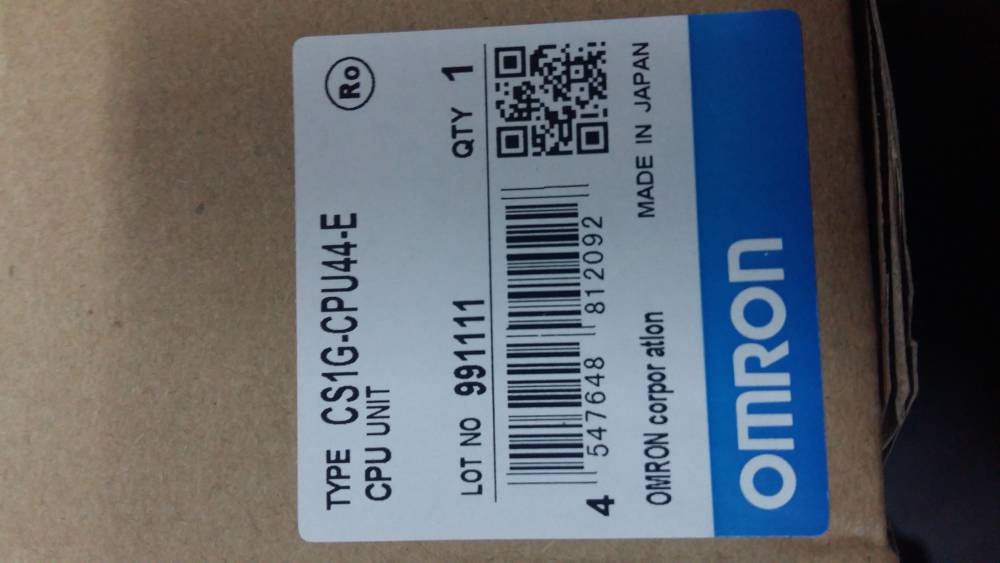 TYPE CS1G-CPU44-E Ro
CPU UNIT
LOT NO 991111 QTY 1
4 547648 812092
OMRON corpor atIon MADE IN JAPAN
OMRON